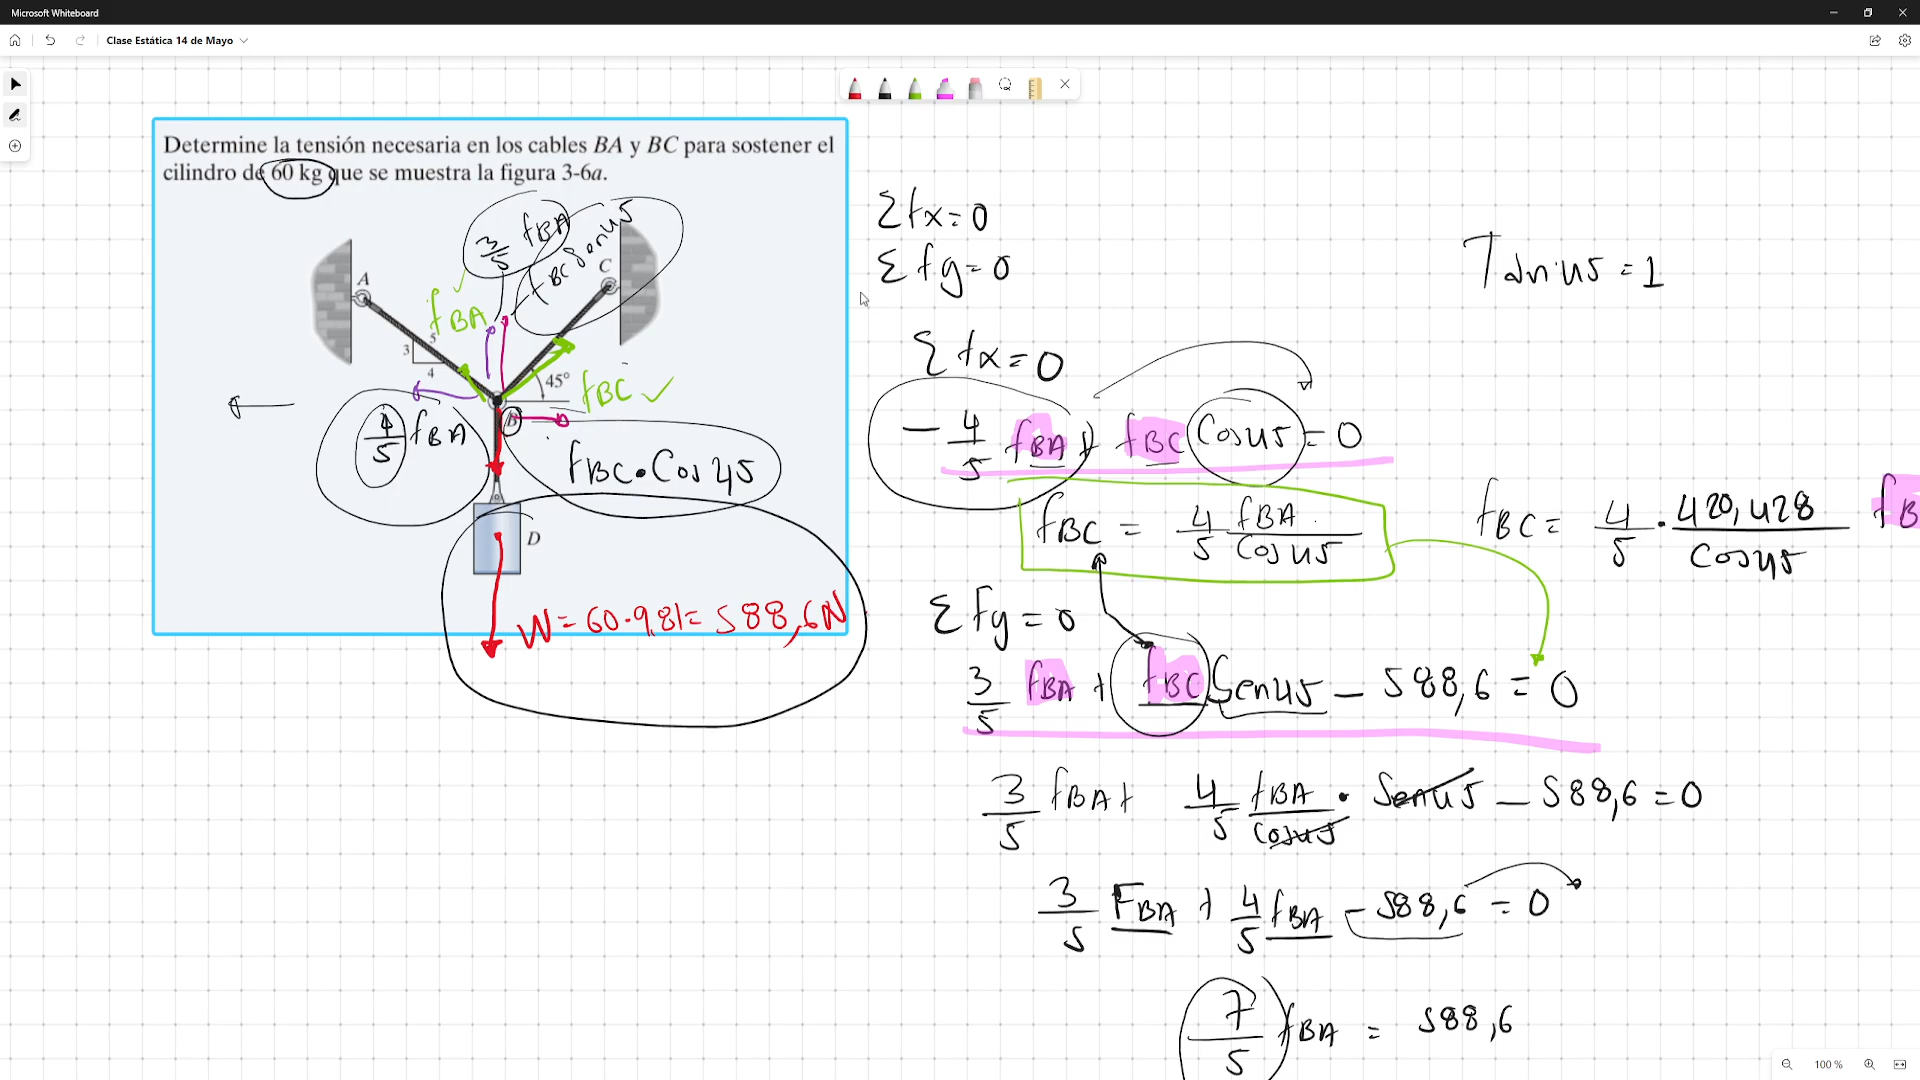 Microsoft Whiteboard
Clase Estática 14 de Mayo
Determine la tensión necesaria en los cables BA y BC para sostener el
cilindro de 60 kg que se muestra la figura 3-6a.
3/5 fBA
fBC Sen45
A
C
fBA
5
3
4
45°
fBC ✓
B
4/5 fBA
fBC•Cos45
D
W=60·9,81=588,6N
Σfx=0
Σfy=0
Tan45=1
Σfx=0
-4/5 fBA + fBC Cos45=0
fBC = 4/5 fBA/Cos45
fBC = 4/5 · 420,428/Cos45
fB
Σfy=0
3/5 fBA + fBC Sen45 - 588,6 = 0
3/5 fBA + 4/5 fBA/Cos45 • Sen45 - 588,6 = 0
3/5 FBA + 4/5 fBA - 588,6 = 0
7/5 fBA = 588,6
100 %